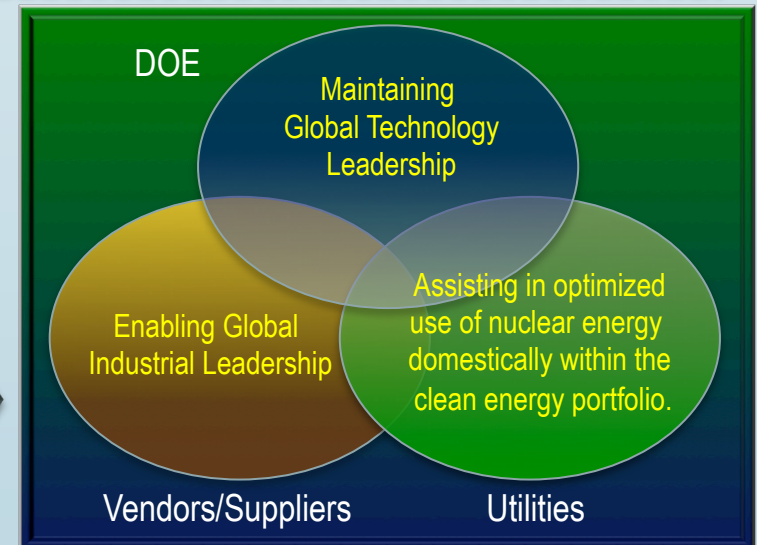 DOE
Maintaining
Global Technology
Leadership
Enabling Global
Industrial Leadership
Assisting in optimized
use of nuclear energy
domestically within the
clean energy portfolio.
Vendors/Suppliers
Utilities